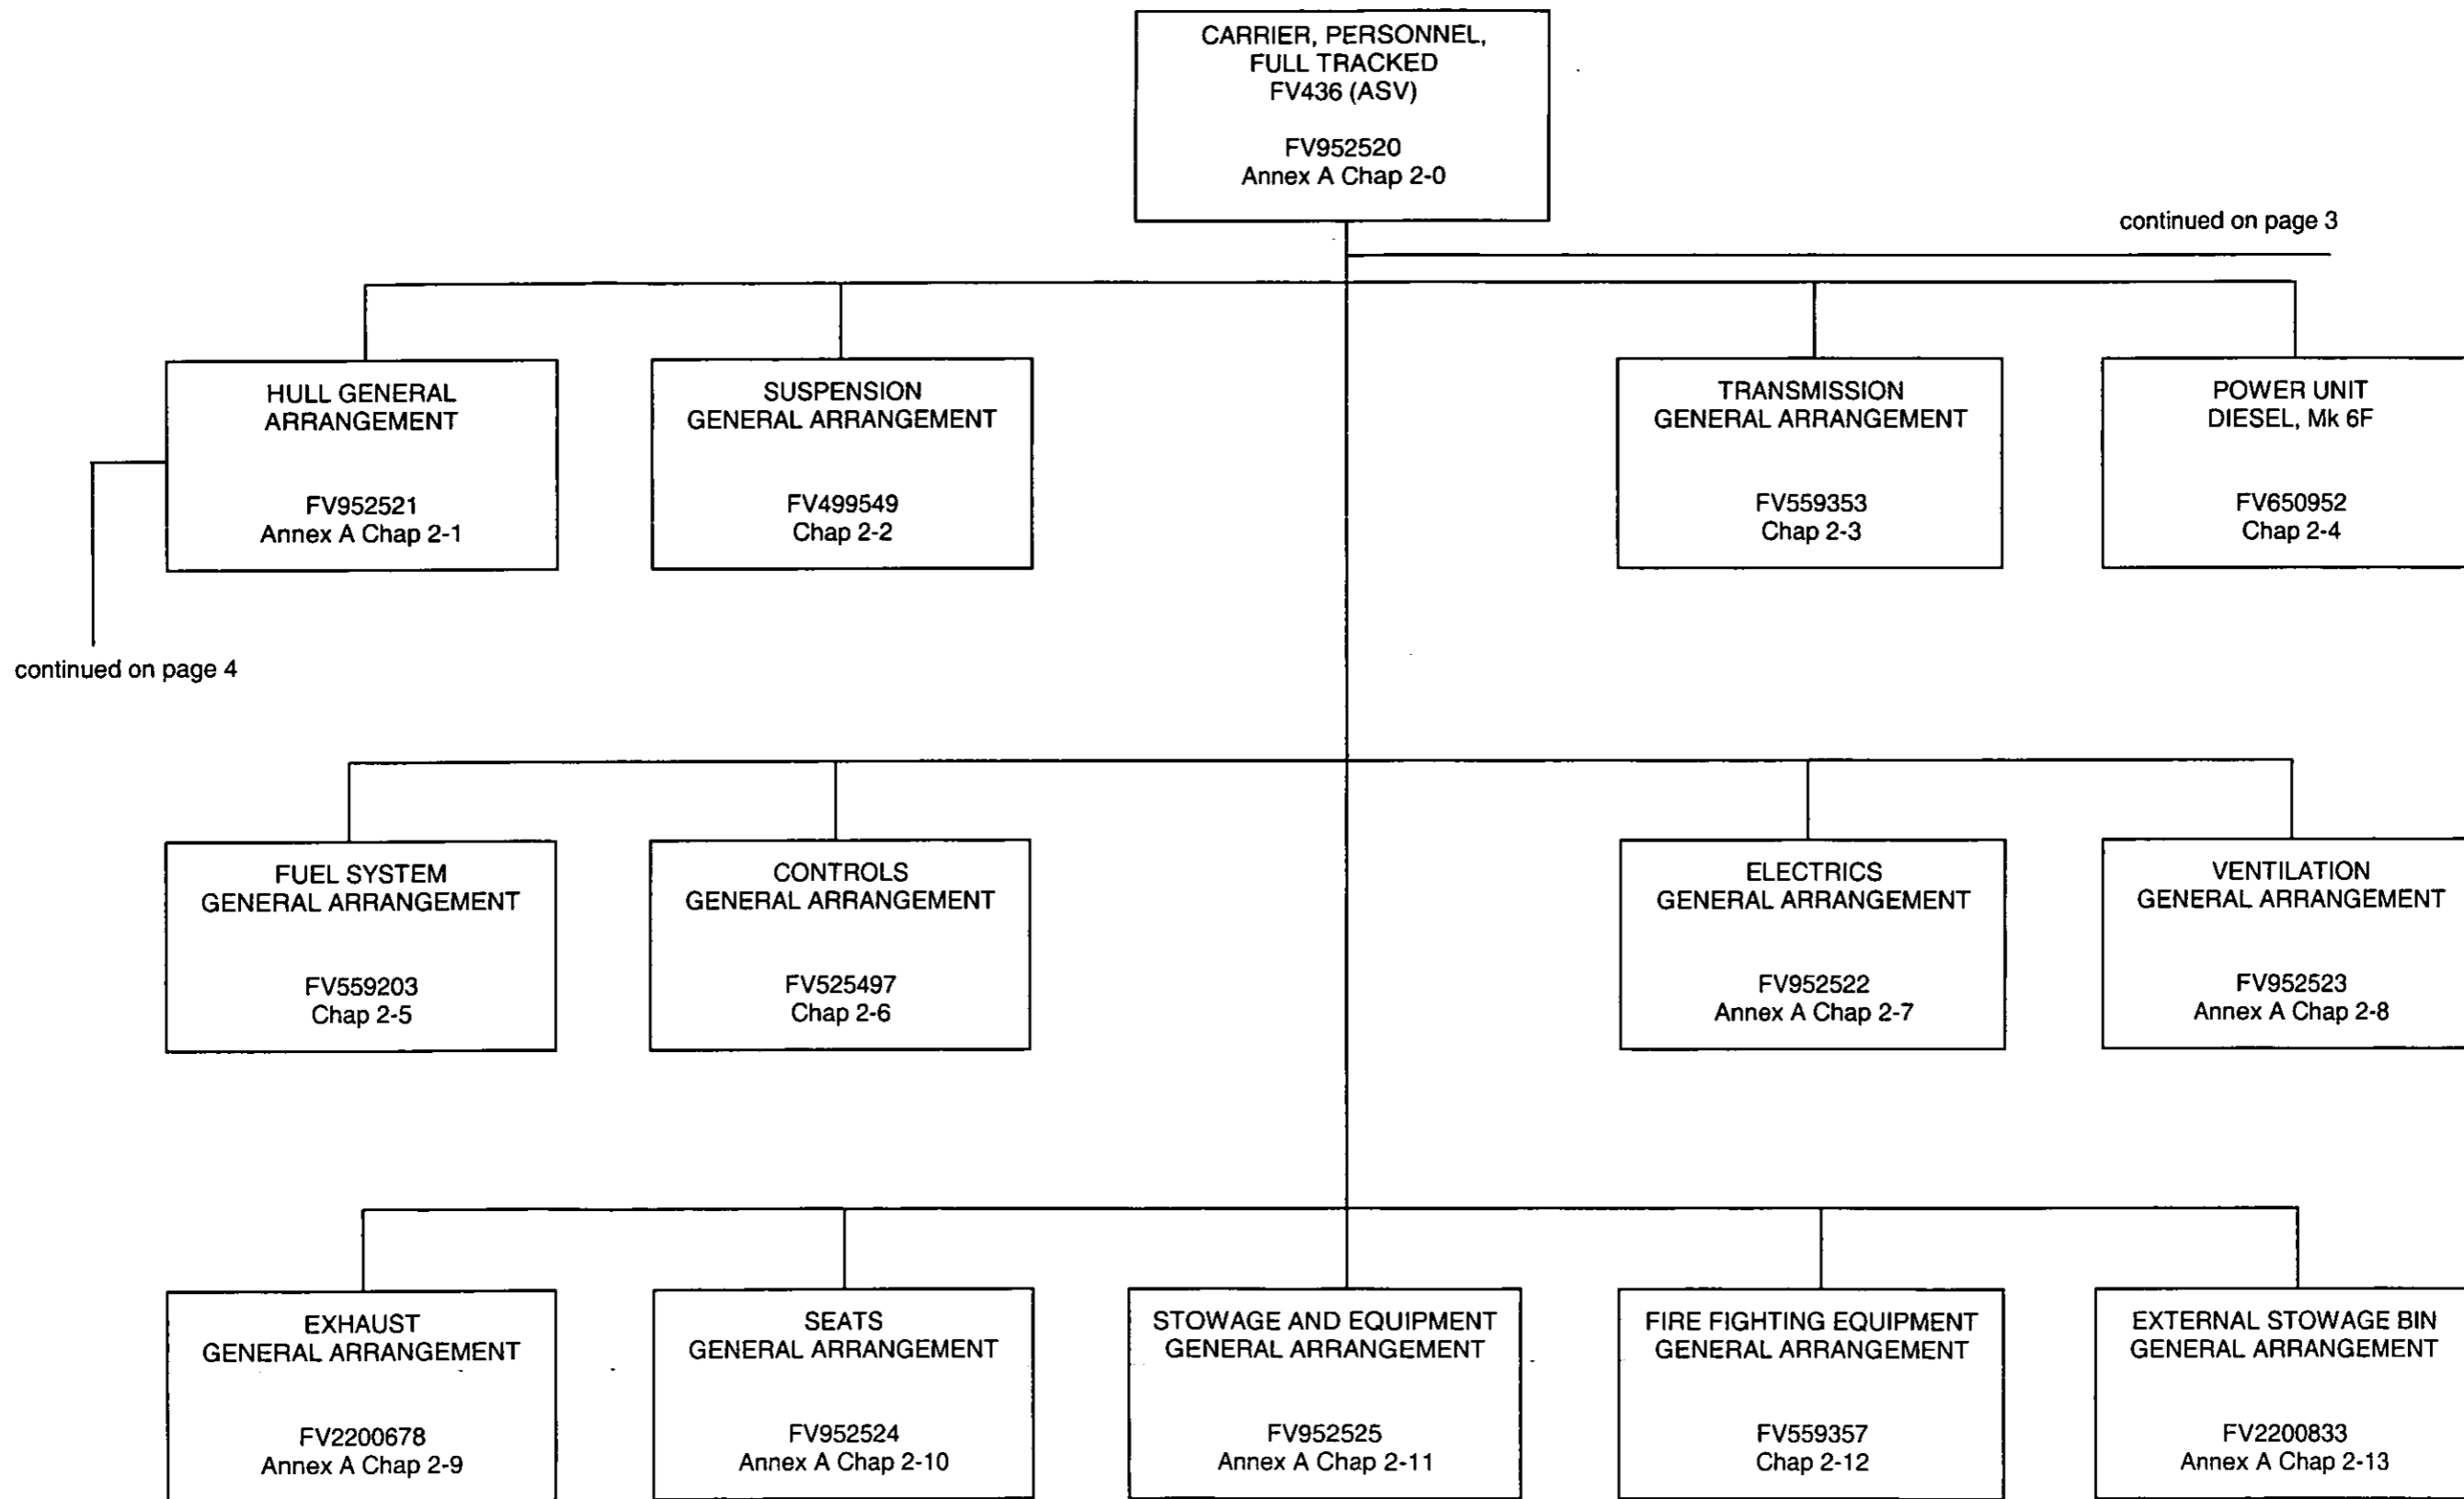 CARRIER, PERSONNEL,
FULL TRACKED
FV436 (ASV)
FV952520
Annex A Chap 2-0
continued on page 3
HULL GENERAL
ARRANGEMENT
FV952521
Annex A Chap 2-1
SUSPENSION
GENERAL ARRANGEMENT
FV499549
Chap 2-2
TRANSMISSION
GENERAL ARRANGEMENT
FV559353
Chap 2-3
POWER UNIT
DIESEL, Mk 6F
FV650952
Chap 2-4
continued on page 4
FUEL SYSTEM
GENERAL ARRANGEMENT
FV559203
Chap 2-5
CONTROLS
GENERAL ARRANGEMENT
FV525497
Chap 2-6
ELECTRICS
GENERAL ARRANGEMENT
FV952522
Annex A Chap 2-7
VENTILATION
GENERAL ARRANGEMENT
FV952523
Annex A Chap 2-8
EXHAUST
GENERAL ARRANGEMENT
FV2200678
Annex A Chap 2-9
SEATS
GENERAL ARRANGEMENT
FV952524
Annex A Chap 2-10
STOWAGE AND EQUIPMENT
GENERAL ARRANGEMENT
FV952525
Annex A Chap 2-11
FIRE FIGHTING EQUIPMENT
GENERAL ARRANGEMENT
FV559357
Chap 2-12
EXTERNAL STOWAGE BIN
GENERAL ARRANGEMENT
FV2200833
Annex A Chap 2-13